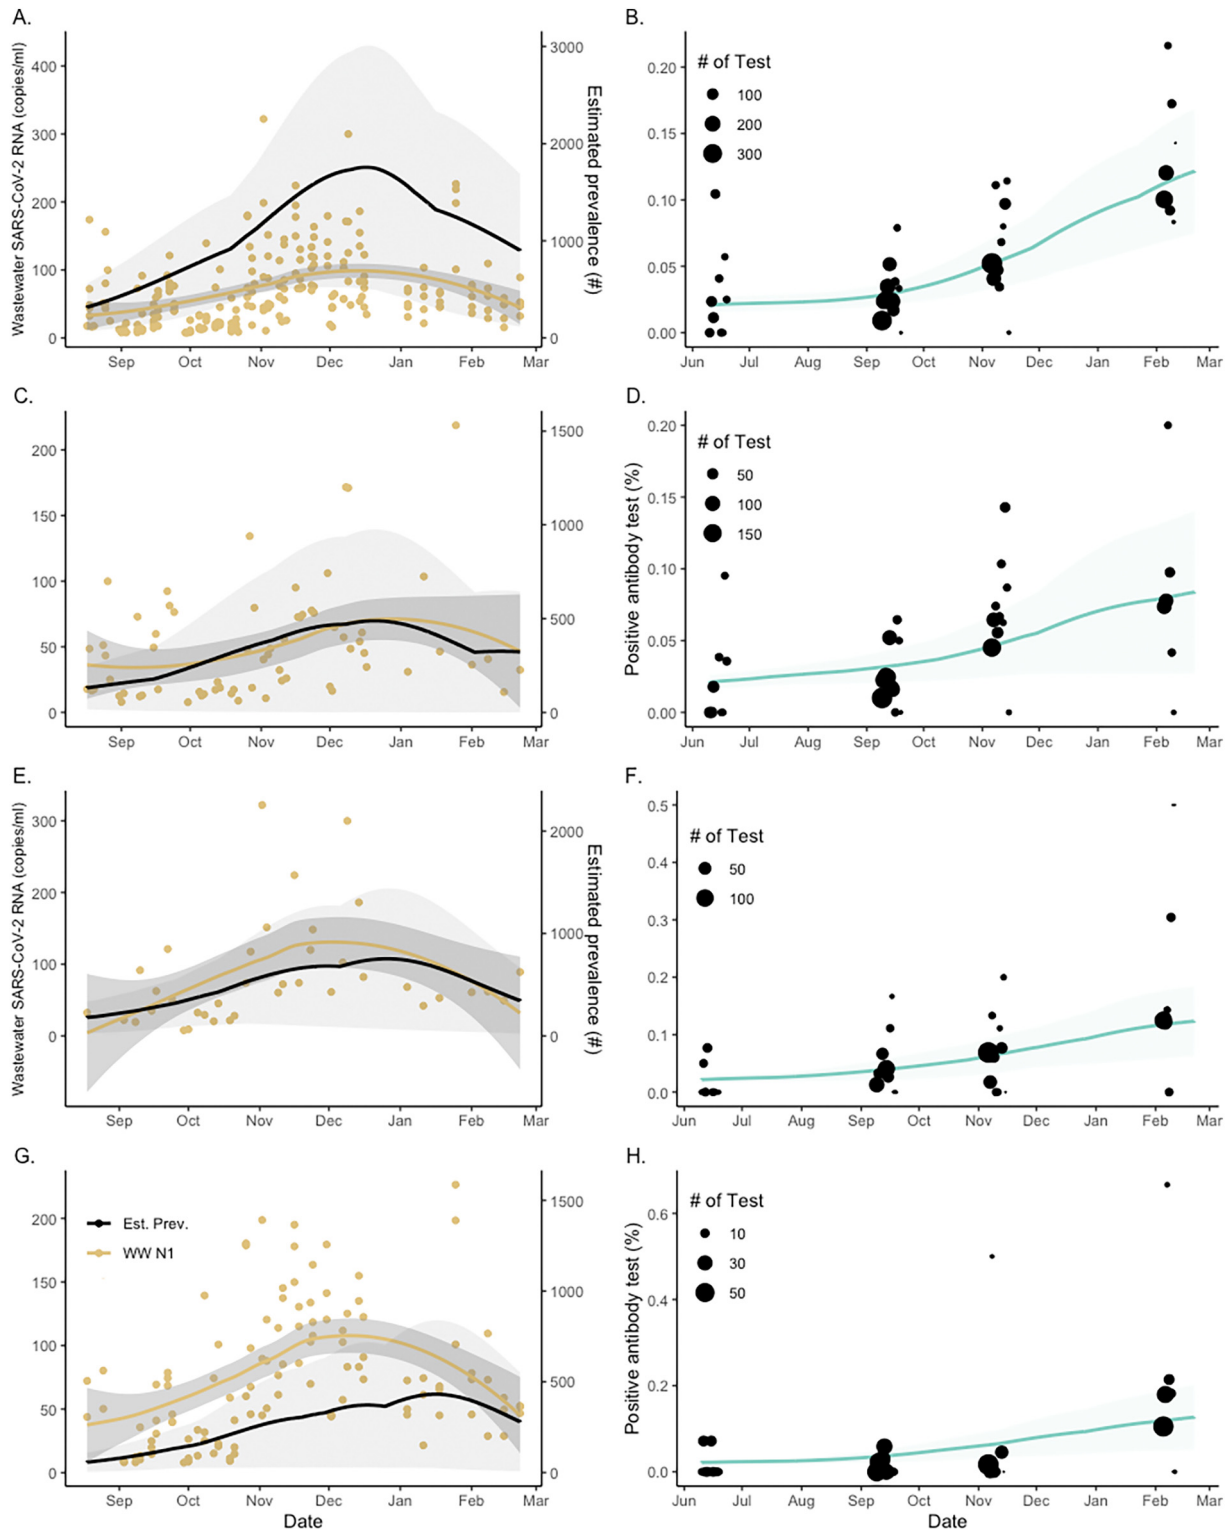 A.
Wastewater SARS-CoV-2 RNA (copies/ml)
400
300
200
100
0
3000
2000
1000
0
Estimated prevalence (#)
Sep Oct Nov Dec Jan Feb Mar
B.
# of Test
100
200
300
0.20
0.15
0.10
0.05
0.00
Jun Jul Aug Sep Oct Nov Dec Jan Feb Mar
C.
200
150
100
50
0
1500
1000
500
0
Sep Oct Nov Dec Jan Feb Mar
D.
Positive antibody test (%)
# of Test
50
100
150
0.20
0.15
0.10
0.05
0.00
Jun Jul Aug Sep Oct Nov Dec Jan Feb Mar
E.
Wastewater SARS-CoV-2 RNA (copies/ml)
300
200
100
0
2000
1000
0
Estimated prevalence (#)
Sep Oct Nov Dec Jan Feb Mar
F.
# of Test
50
100
0.5
0.4
0.3
0.2
0.1
0.0
Jun Jul Aug Sep Oct Nov Dec Jan Feb Mar
G.
Est. Prev.
WW N1
200
150
100
50
0
1500
1000
500
0
Sep Oct Nov Dec Jan Feb Mar
Date
H.
Positive antibody test (%)
# of Test
10
30
50
0.6
0.4
0.2
0.0
Jun Jul Aug Sep Oct Nov Dec Jan Feb Mar
Date